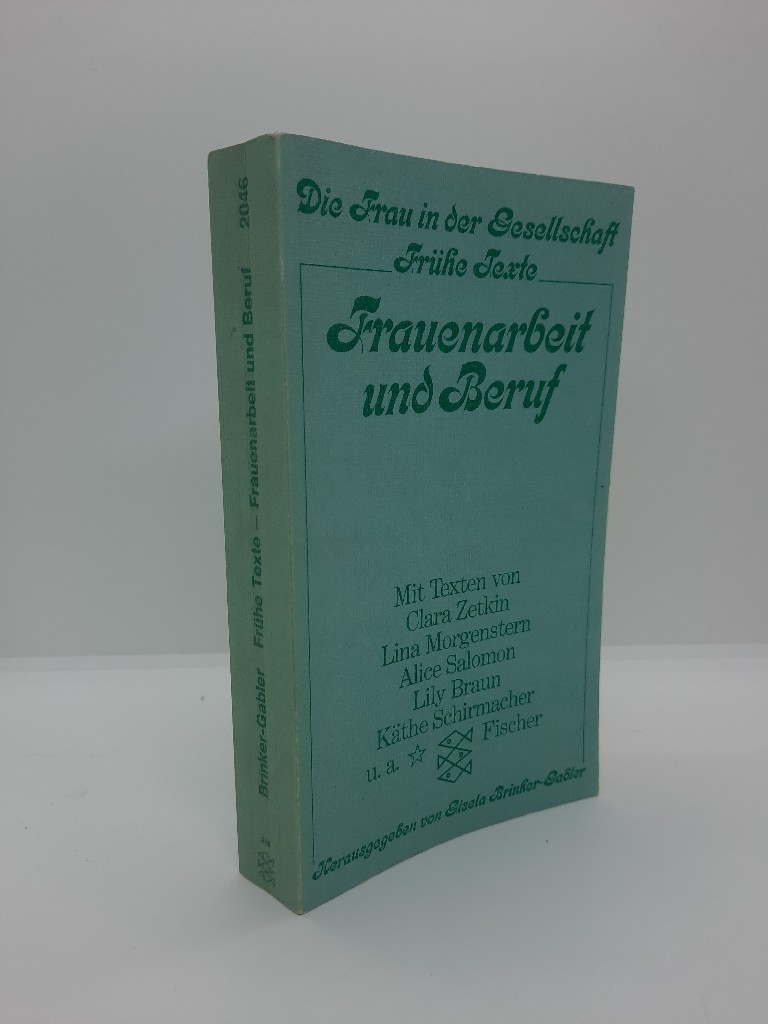 Die Frau in der Gesellschaft
Frühe Texte
Frauenarbeit
und Beruf
Mit Texten von
Clara Zetkin
Lina Morgenstern
Alice Salomon
Lily Braun
Käthe Schirmacher
u. a. ☆ Fischer
Herausgegeben von Gisela Brinker-Gabler
Brinker-Gabler Frühe Texte – Frauenarbeit und Beruf 2046